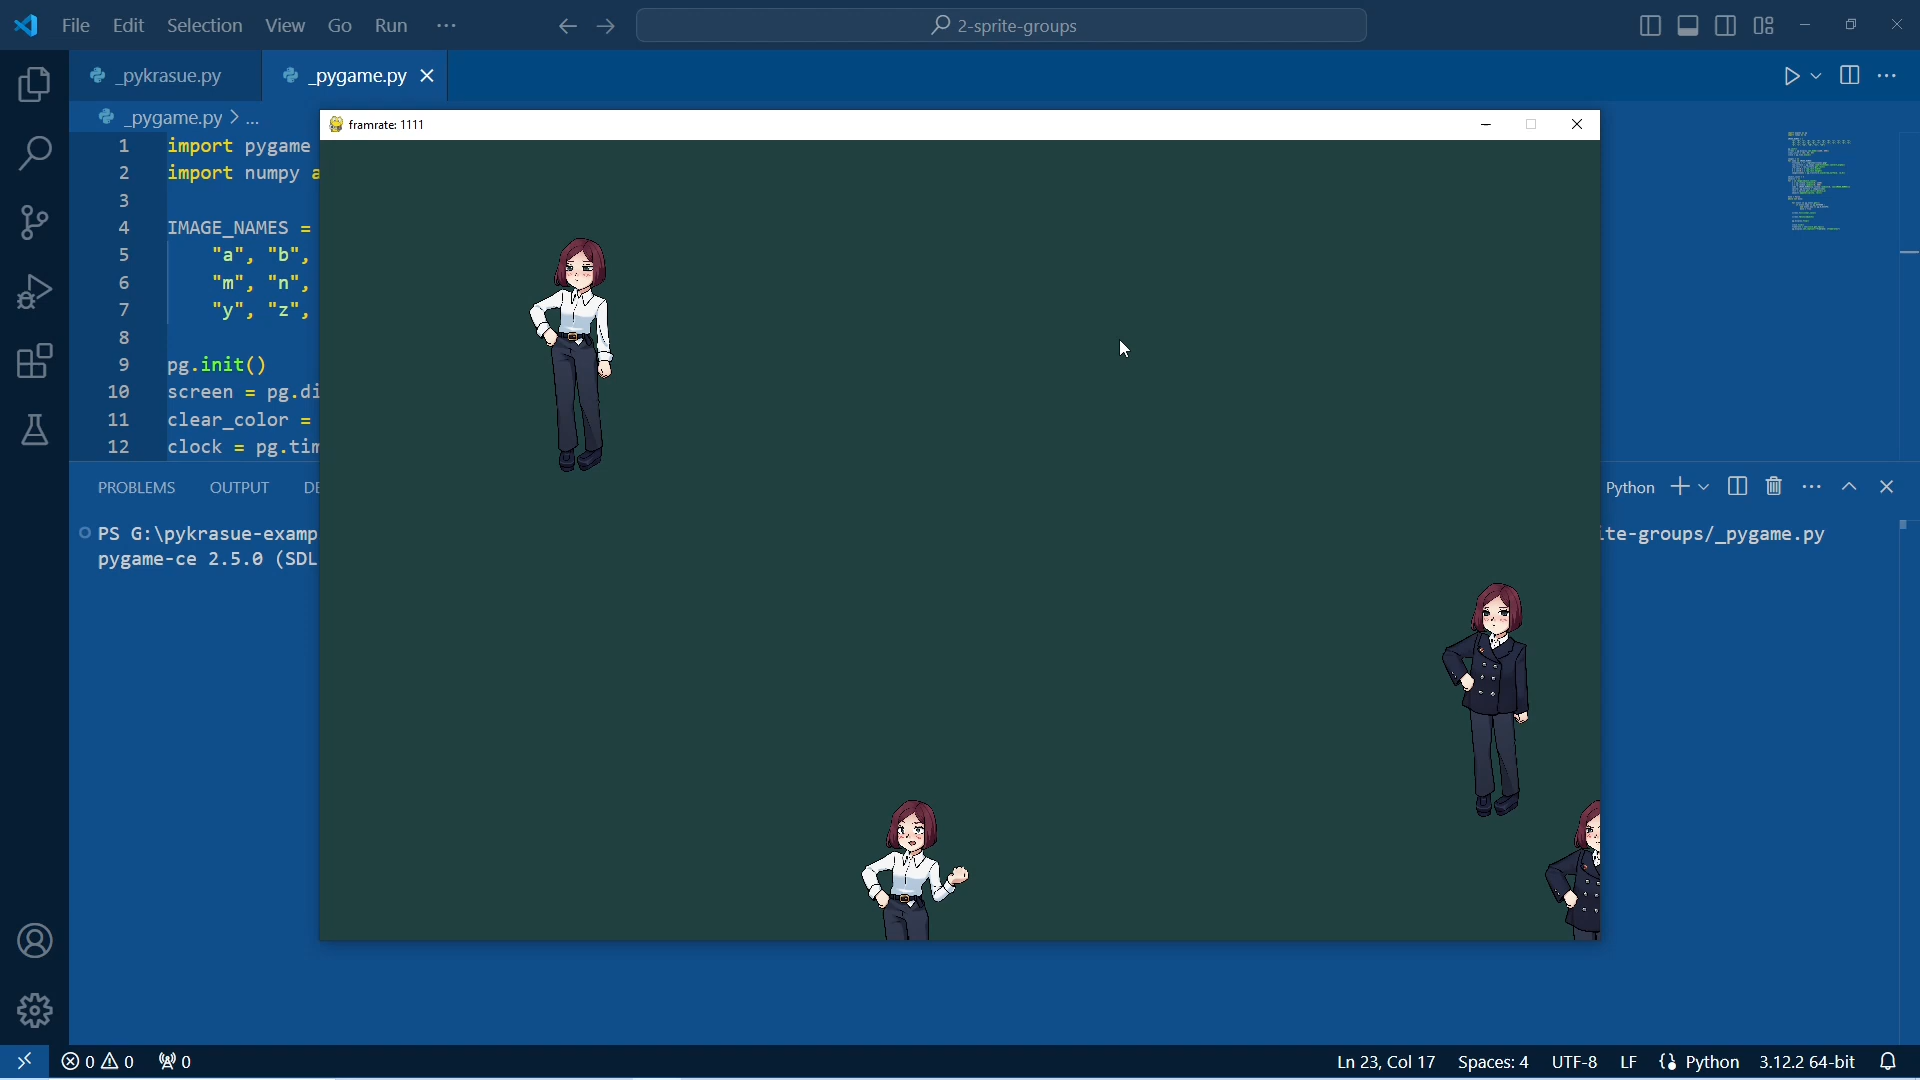 File Edit Selection View Go Run ···
2-sprite-groups
_pykrasue.py
_pygame.py
_pygame.py > ...
framrate: 1111
1 import pygame
2 import numpy a
3
4 IMAGE_NAMES =
5 "a", "b",
6 "m", "n",
7 "y", "z",
8
9 pg.init()
10 screen = pg.di
11 clear_color =
12 clock = pg.tim
PROBLEMS OUTPUT DE
Python
PS G:\pykrasue-examp
ite-groups/_pygame.py
pygame-ce 2.5.0 (SDL
0 0 0
Ln 23, Col 17 Spaces: 4 UTF-8 LF Python 3.12.2 64-bit